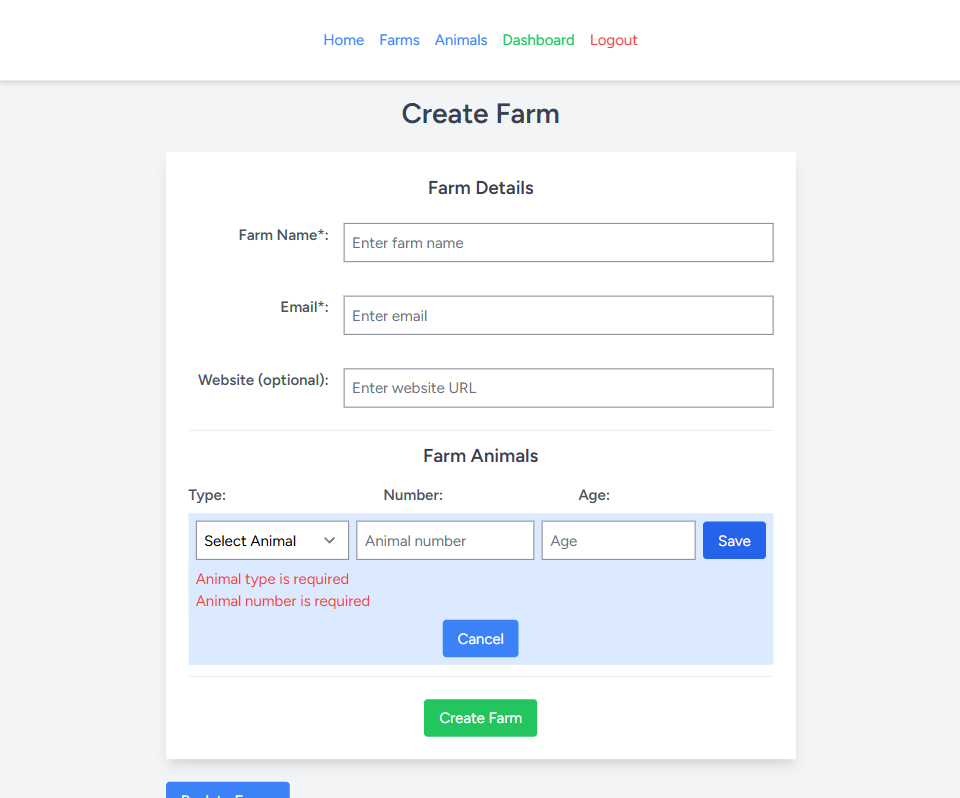 Home Farms Animals Dashboard Logout
Create Farm
Farm Details
Farm Name*: Enter farm name
Email*: Enter email
Website (optional): Enter website URL
Farm Animals
Type: Number: Age:
Select Animal Animal number Age Save
Animal type is required
Animal number is required
Cancel
Create Farm